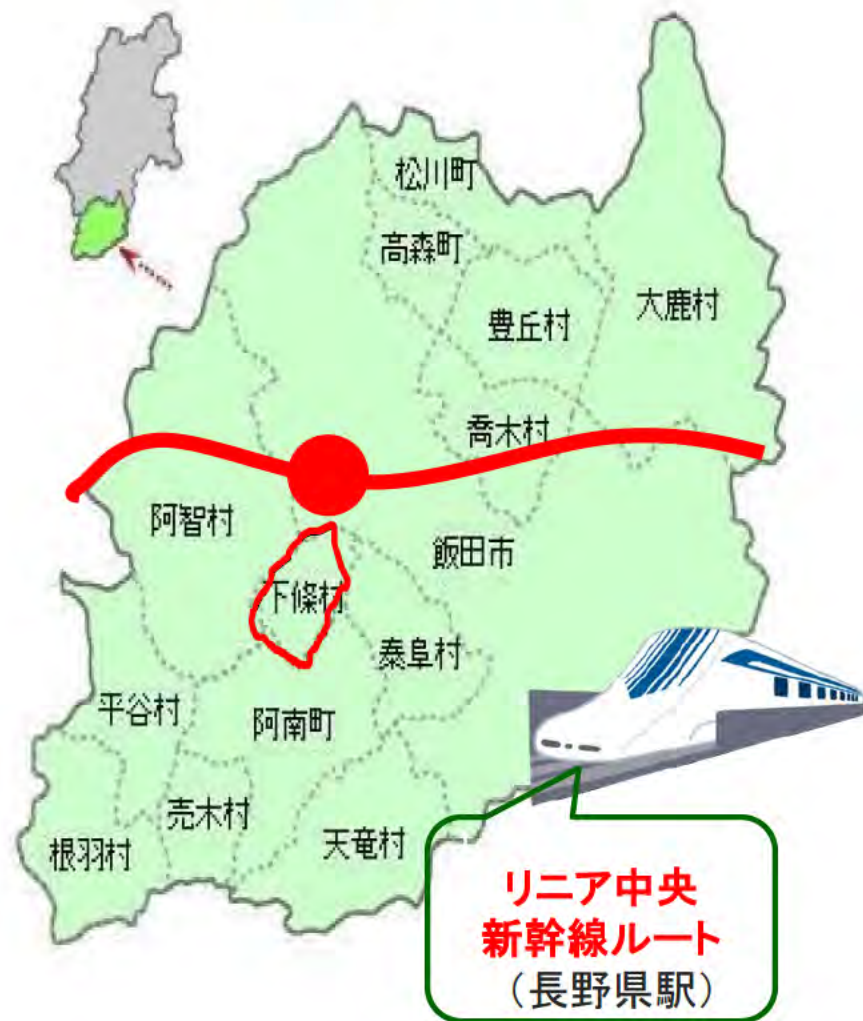 松川町
高森町
豊丘村
大鹿村
喬木村
阿智村
飯田市
下條村
泰阜村
平谷村
阿南町
売木村
根羽村
天竜村
リニア中央
新幹線ルート
（長野県駅）